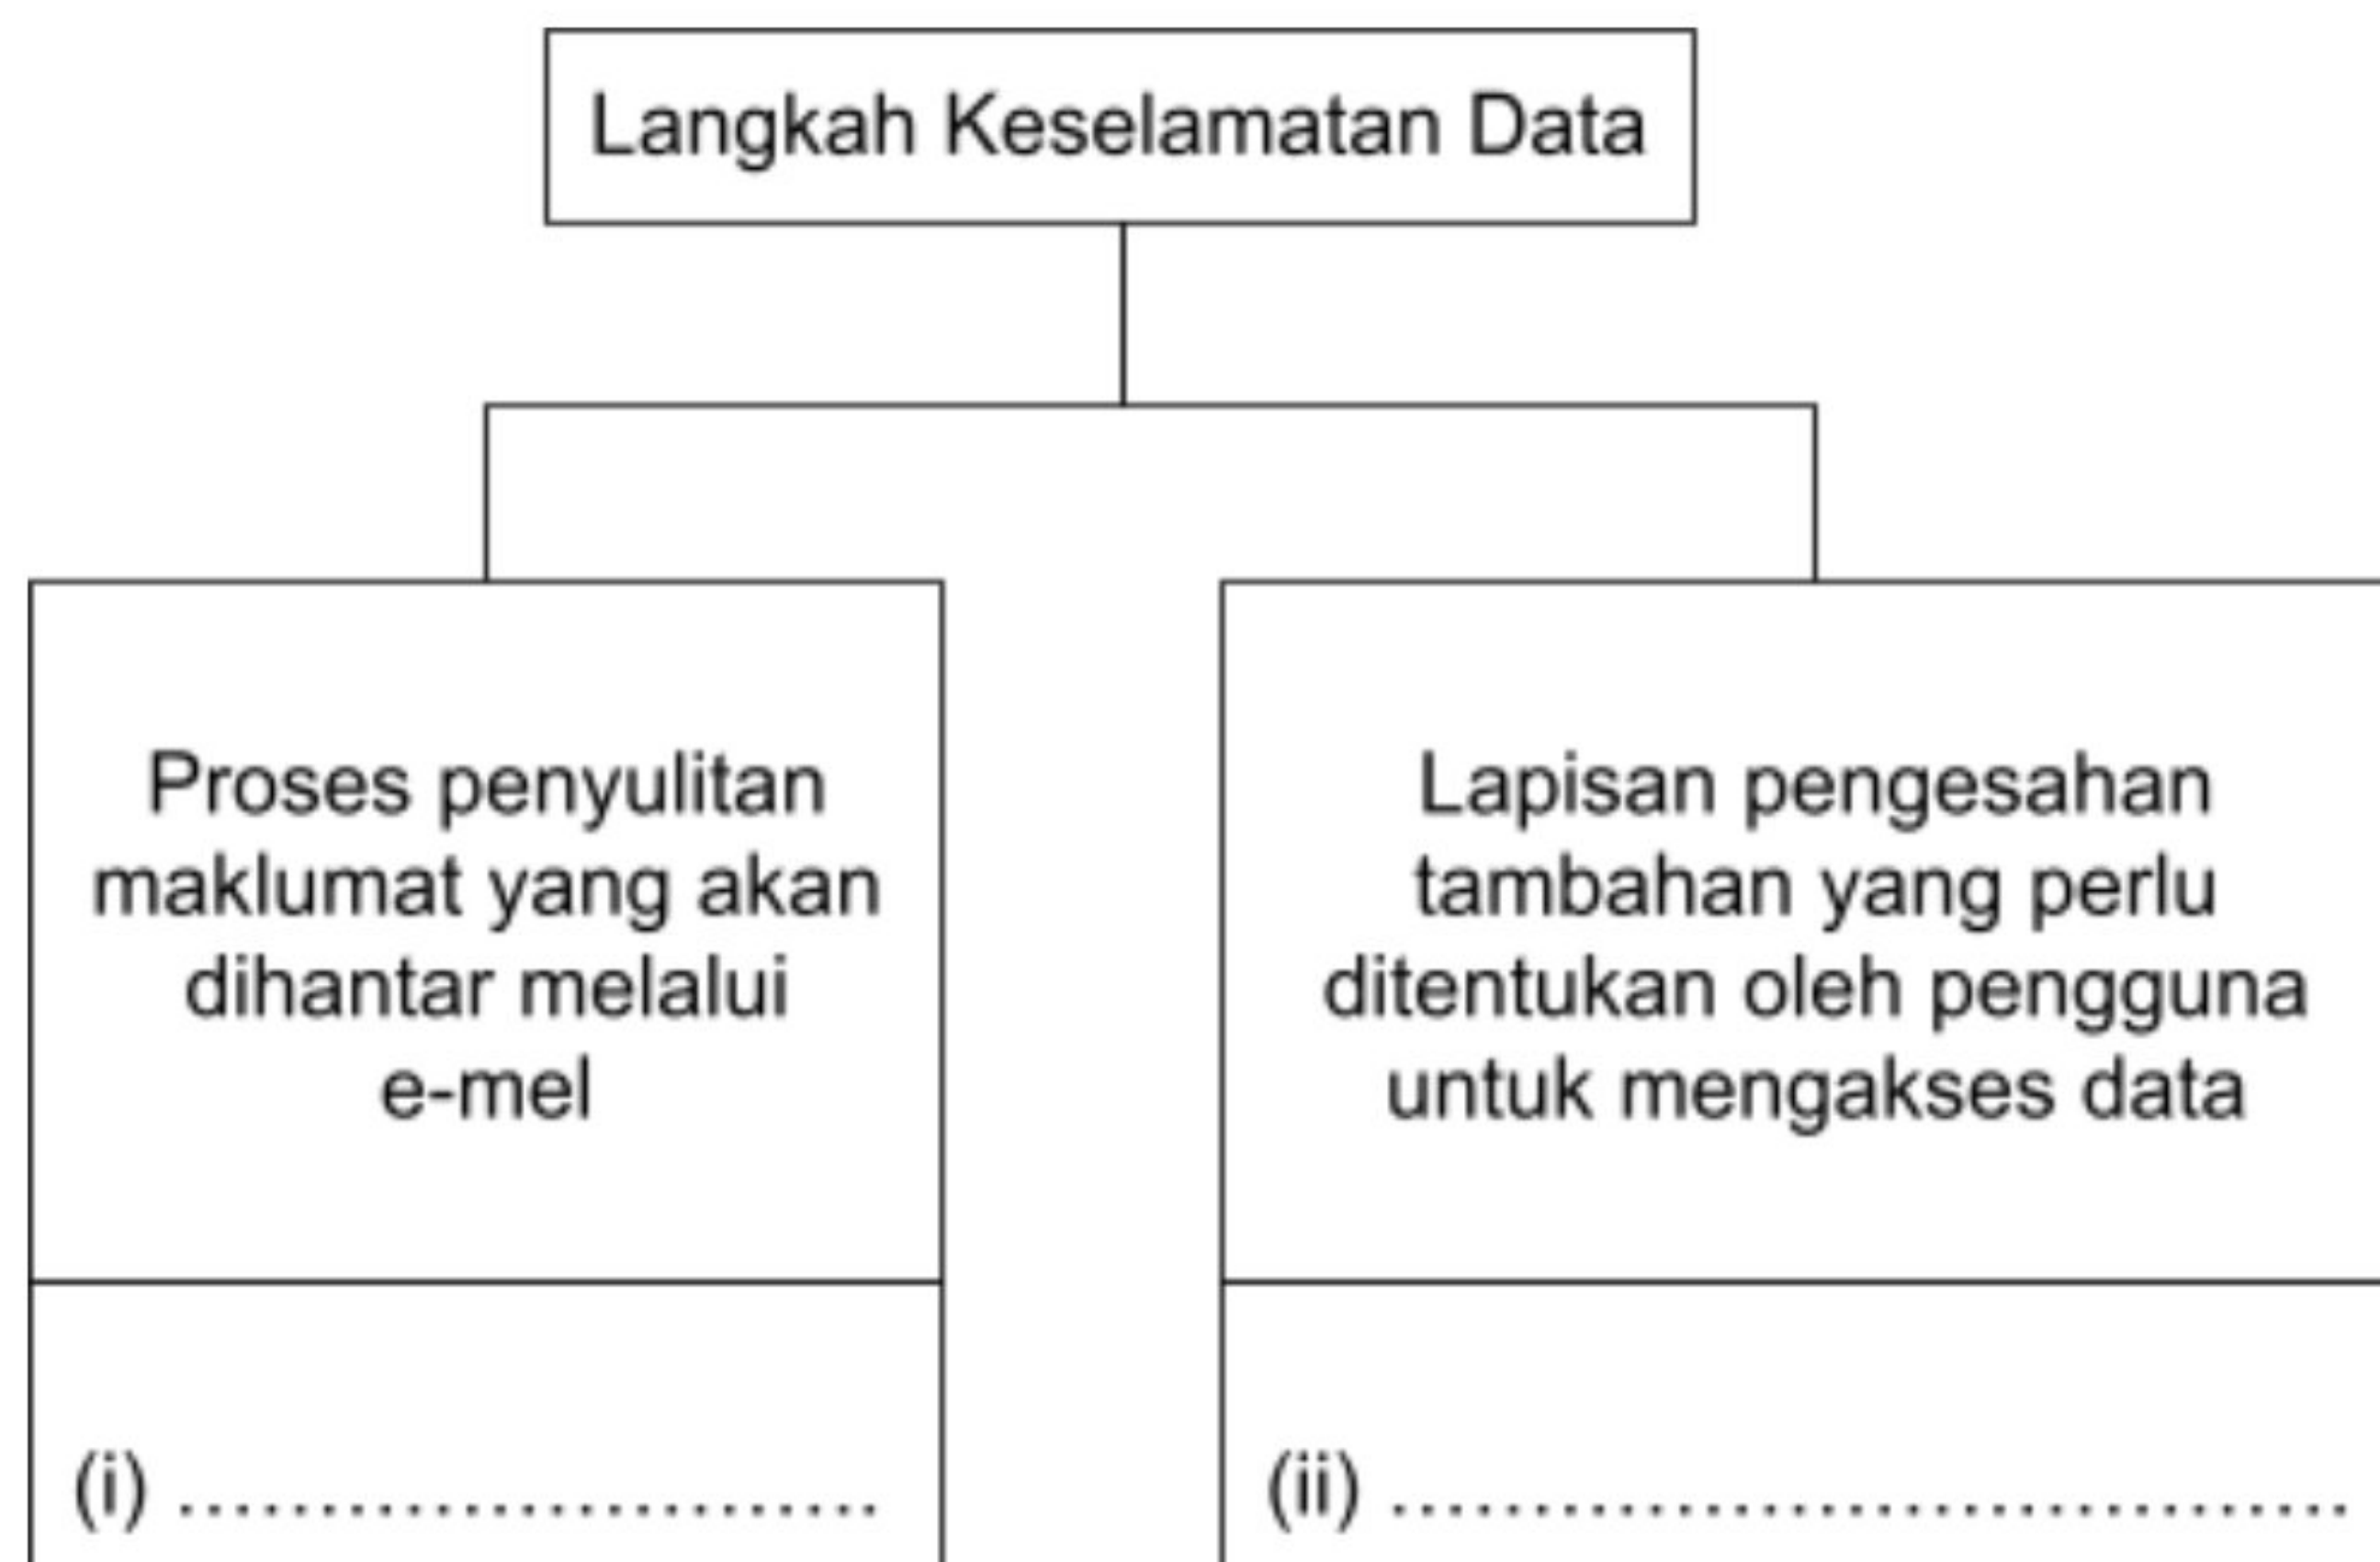 Langkah Keselamatan Data
Proses penyulitan
maklumat yang akan
dihantar melalui
e-mel
Lapisan pengesahan
tambahan yang perlu
ditentukan oleh pengguna
untuk mengakses data
(i) .........................
(ii) ..................................